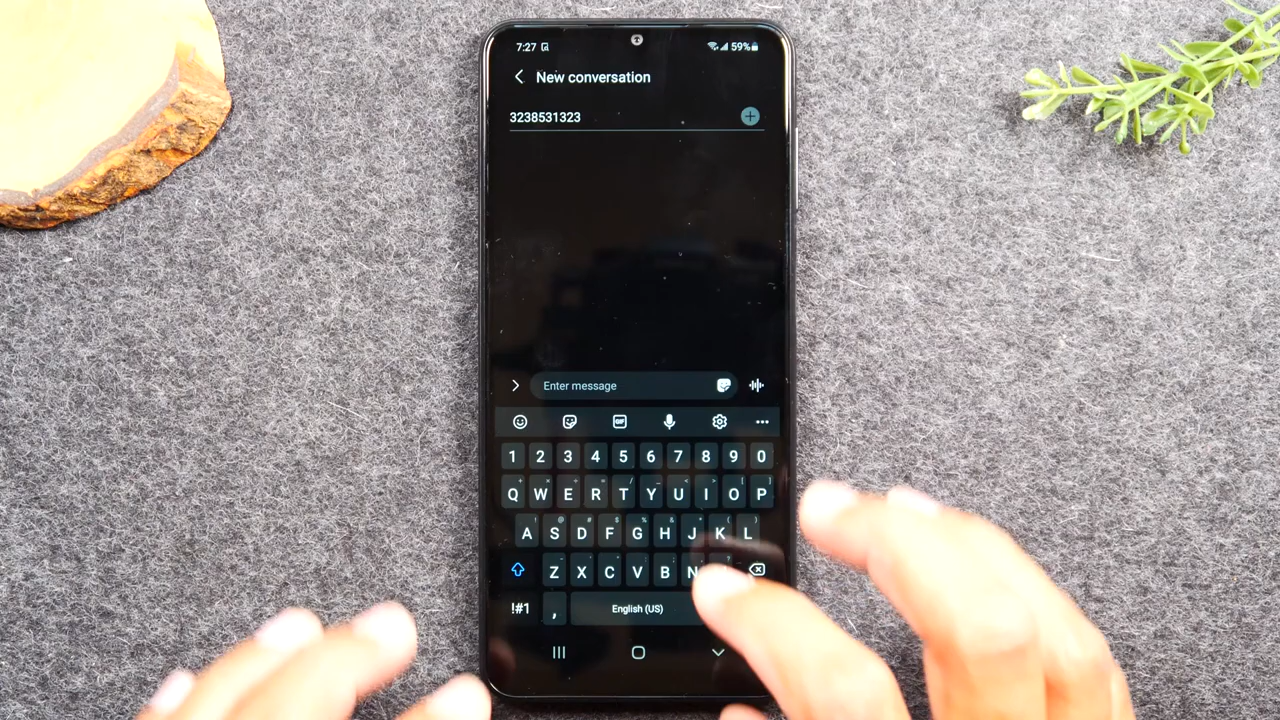 7:27 59%
New conversation
3238531323
Enter message
GIF
1 2 3 4 5 6 7 8 9 0
Q W E R T Y U I O P
A S D F G H J K L
Z X C V B N
!#1 , English (US)